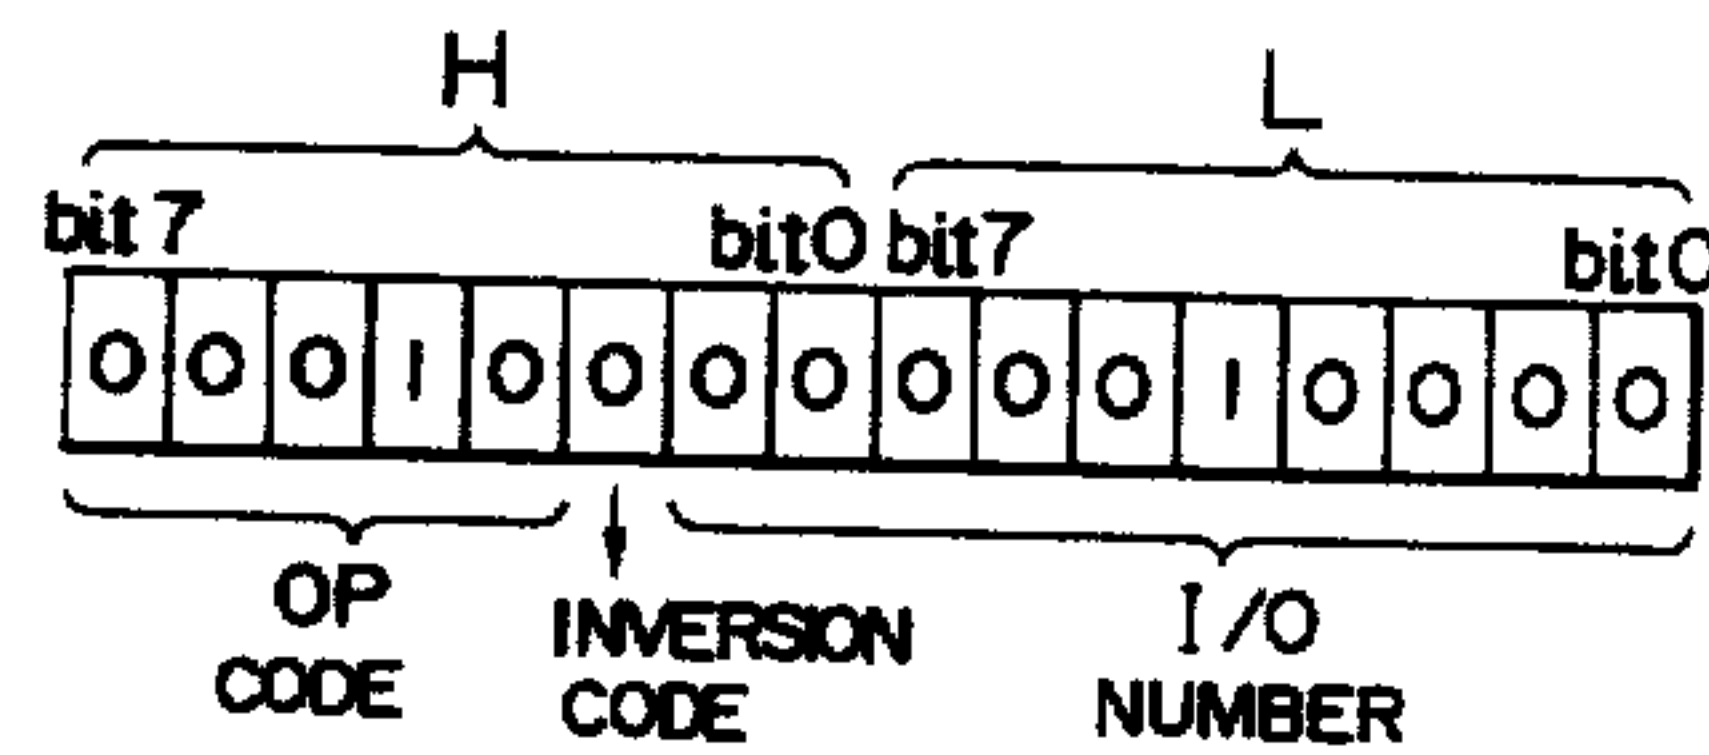 H L
bit 7 bit0 bit7 bit0
0 0 0 1 0 0 0 0 0 0 0 1 0 0 0 0
OP CODE
INVERSION CODE
I/O NUMBER